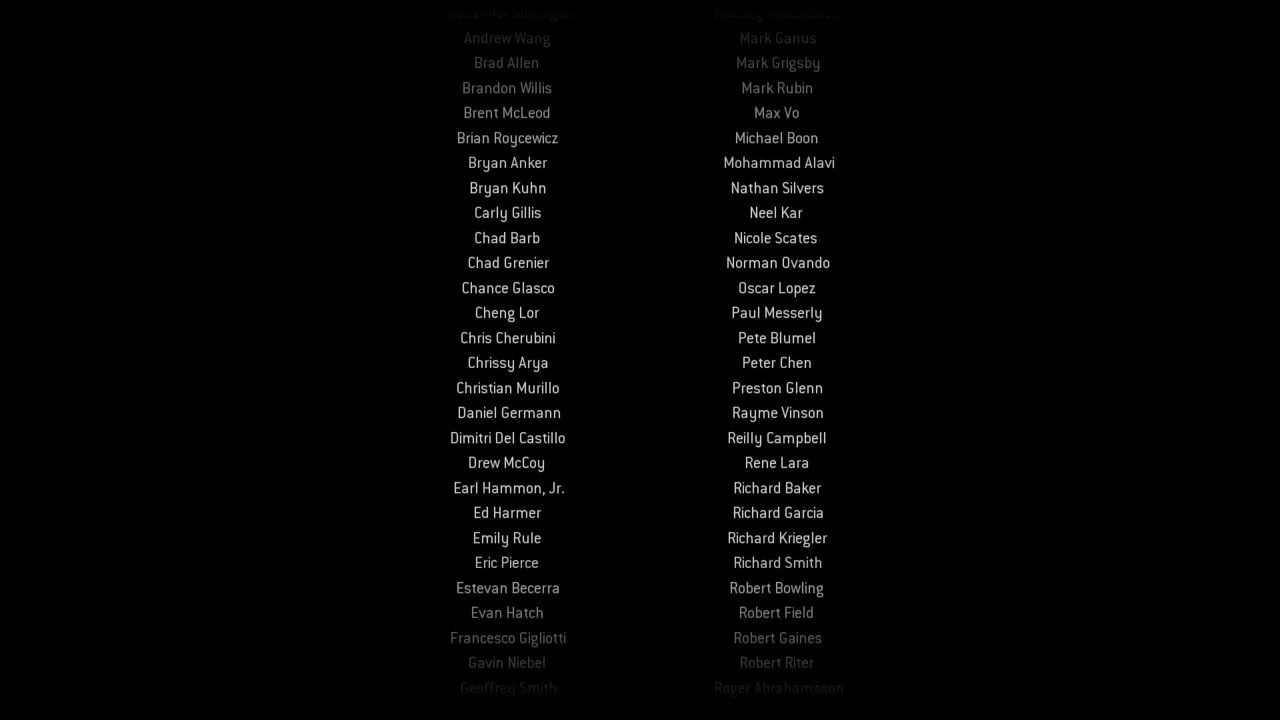 Andrew Wang
Brad Allen
Brandon Willis
Brent McLeod
Brian Roycewicz
Bryan Anker
Bryan Kuhn
Carly Gillis
Chad Barb
Chad Grenier
Chance Glasco
Cheng Lor
Chris Cherubini
Chrissy Arya
Christian Murillo
Daniel Germann
Dimitri Del Castillo
Drew McCoy
Earl Hammon, Jr.
Ed Harmer
Emily Rule
Eric Pierce
Estevan Becerra
Evan Hatch
Francesco Gigliotti
Gavin Niebel
Geoffrey Smith
Mark Ganus
Mark Grigsby
Mark Rubin
Max Vo
Michael Boon
Mohammad Alavi
Nathan Silvers
Neel Kar
Nicole Scates
Norman Ovando
Oscar Lopez
Paul Messerly
Pete Blumel
Peter Chen
Preston Glenn
Rayme Vinson
Reilly Campbell
Rene Lara
Richard Baker
Richard Garcia
Richard Kriegler
Richard Smith
Robert Bowling
Robert Field
Robert Gaines
Robert Riter
Roger Abrahamsson